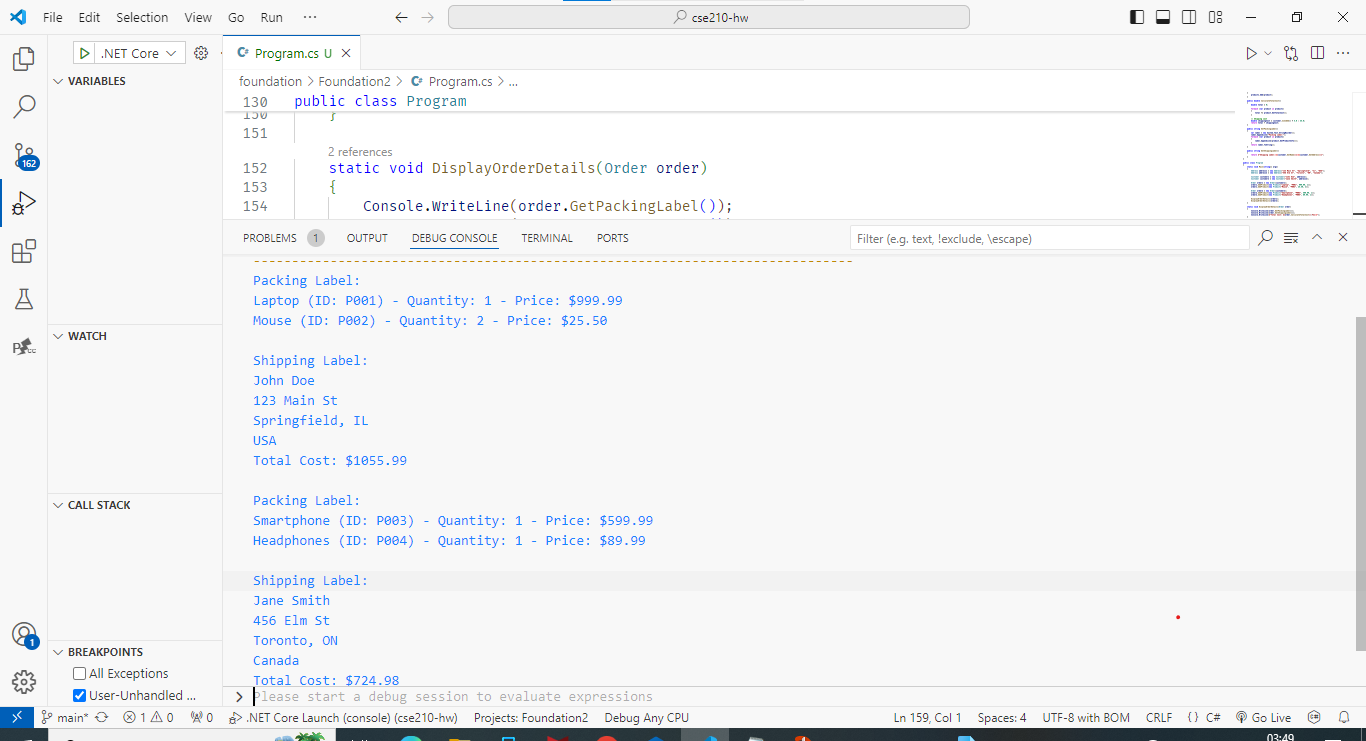 File Edit Selection View Go Run ··· cse210-hw
.NET Core
Program.cs U
VARIABLES
foundation > Foundation2 > Program.cs > ...
130 public class Program
150 }
151
2 references
152 static void DisplayOrderDetails(Order order)
153 {
154 Console.WriteLine(order.GetPackingLabel());
162
PROBLEMS 1 OUTPUT DEBUG CONSOLE TERMINAL PORTS Filter (e.g. text, !exclude, \escape)
------------------------------------------------------------------------------
Packing Label:
Laptop (ID: P001) - Quantity: 1 - Price: $999.99
Mouse (ID: P002) - Quantity: 2 - Price: $25.50
WATCH
Shipping Label:
John Doe
123 Main St
Springfield, IL
USA
Total Cost: $1055.99
CALL STACK
Packing Label:
Smartphone (ID: P003) - Quantity: 1 - Price: $599.99
Headphones (ID: P004) - Quantity: 1 - Price: $89.99
Shipping Label:
Jane Smith
456 Elm St
Toronto, ON
Canada
Total Cost: $724.98
1
BREAKPOINTS
All Exceptions
User-Unhandled ...
> Please start a debug session to evaluate expressions
main* 1 0 0 .NET Core Launch (console) (cse210-hw) Projects: Foundation2 Debug Any CPU Ln 159, Col 1 Spaces: 4 UTF-8 with BOM CRLF {} C# Go Live
03:49